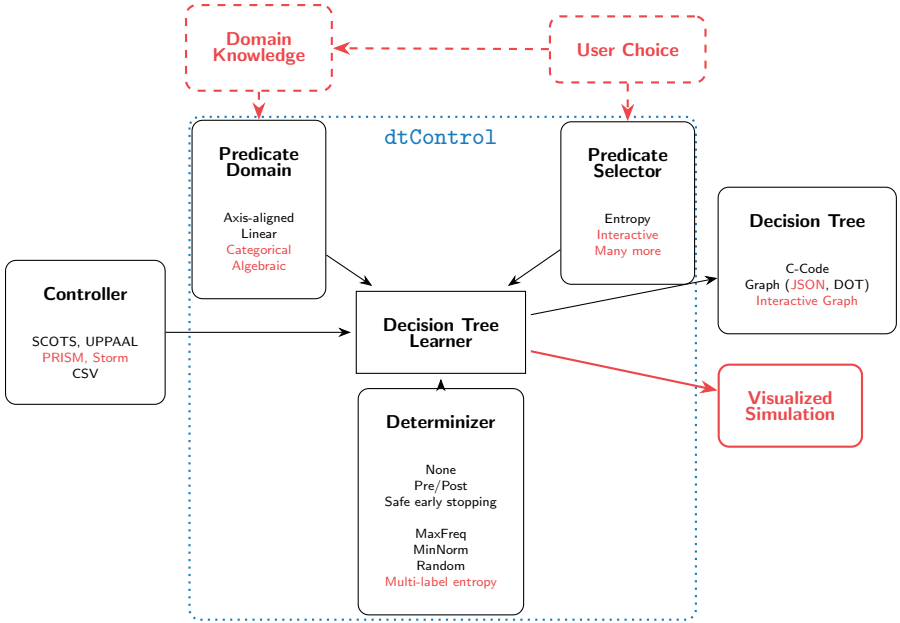 Domain
Knowledge
User Choice
dtControl
Predicate
Domain
Axis-aligned
Linear
Categorical
Algebraic
Predicate
Selector
Entropy
Interactive
Many more
Decision Tree
C-Code
Graph (JSON, DOT)
Interactive Graph
Controller
SCOTS, UPPAAL
PRISM, Storm
CSV
Decision Tree
Learner
Visualized
Simulation
Determinizer
None
Pre/Post
Safe early stopping
MaxFreq
MinNorm
Random
Multi-label entropy